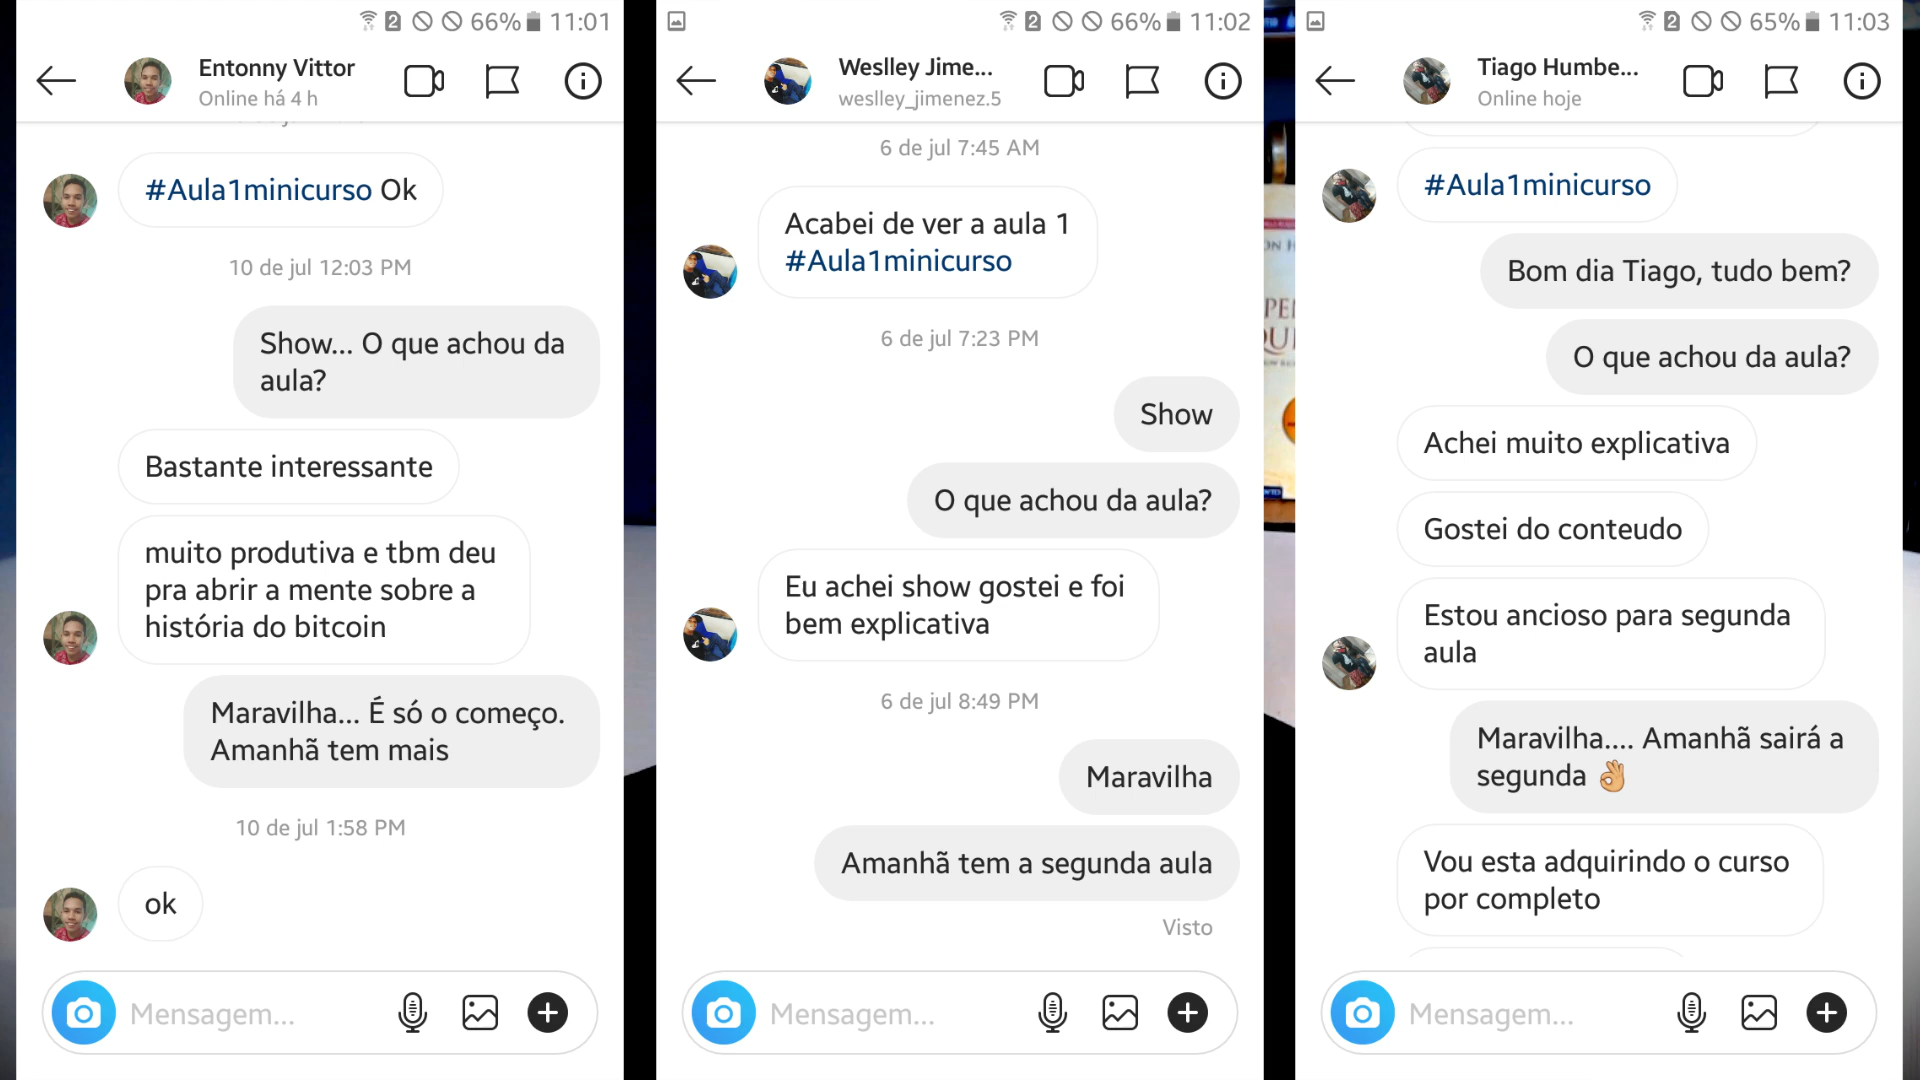 66% 11:01
Entonny Vittor
Online há 4 h
#Aula1minicurso Ok
10 de jul 12:03 PM
Show... O que achou da
aula?
Bastante interessante
muito produtiva e tbm deu
pra abrir a mente sobre a
história do bitcoin
Maravilha... É só o começo.
Amanhã tem mais
10 de jul 1:58 PM
ok
Mensagem...
2 66% 11:02
Weslley Jime...
weslley_jimenez.5
6 de jul 7:45 AM
Acabei de ver a aula 1
#Aula1minicurso
6 de jul 7:23 PM
Show
O que achou da aula?
Eu achei show gostei e foi
bem explicativa
6 de jul 8:49 PM
Maravilha
Amanhã tem a segunda aula
Visto
Mensagem...
2 65% 11:03
Tiago Humbe...
Online hoje
#Aula1minicurso
Bom dia Tiago, tudo bem?
O que achou da aula?
Achei muito explicativa
Gostei do conteudo
Estou ancioso para segunda
aula
Maravilha.... Amanhã sairá a
segunda 👌
Vou esta adquirindo o curso
por completo
Mensagem...